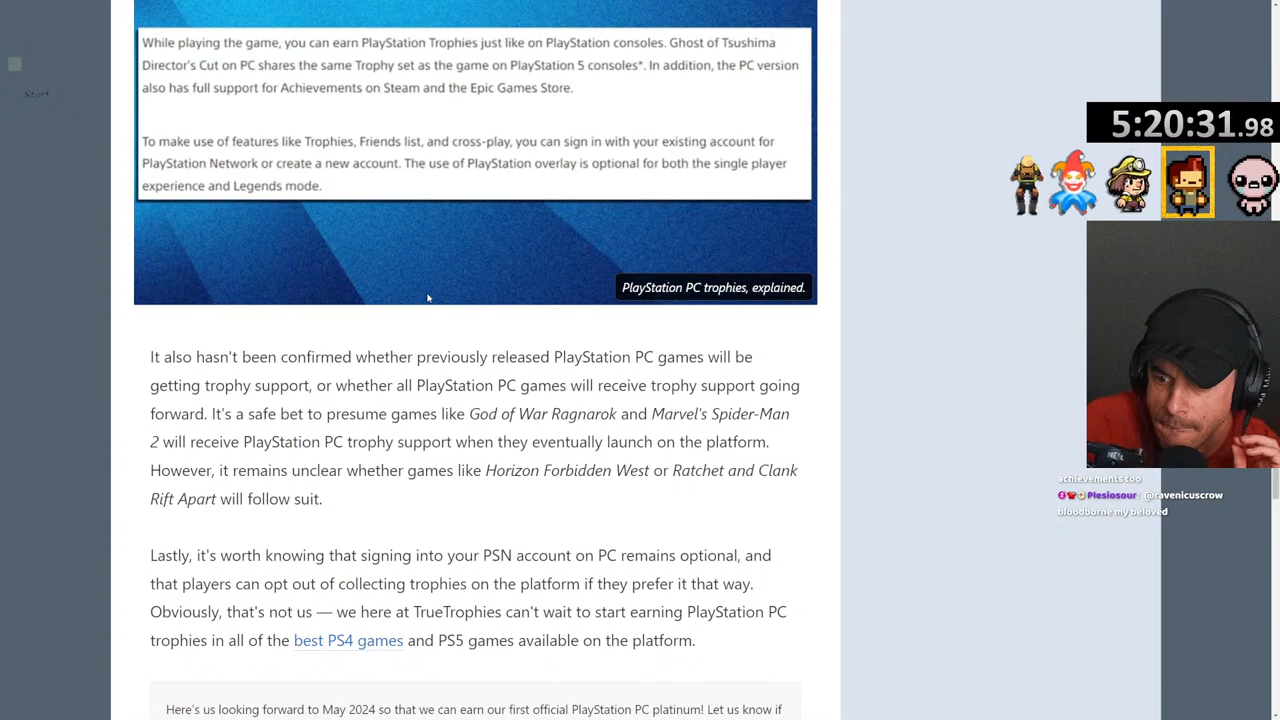 While playing the game, you can earn PlayStation Trophies just like on PlayStation consoles. Ghost of Tsushima
Director's Cut on PC shares the same Trophy set as the game on PlayStation 5 consoles*. In addition, the PC version
also has full support for Achievements on Steam and the Epic Games Store.
To make use of features like Trophies, Friends list, and cross-play, you can sign in with your existing account for
PlayStation Network or create a new account. The use of PlayStation overlay is optional for both the single player
experience and Legends mode.
PlayStation PC trophies, explained.
Start
5:20:31.98
It also hasn't been confirmed whether previously released PlayStation PC games will be
getting trophy support, or whether all PlayStation PC games will receive trophy support going
forward. It's a safe bet to presume games like God of War Ragnarok and Marvel's Spider-Man
2 will receive PlayStation PC trophy support when they eventually launch on the platform.
However, it remains unclear whether games like Horizon Forbidden West or Ratchet and Clank
Rift Apart will follow suit.
Lastly, it's worth knowing that signing into your PSN account on PC remains optional, and
that players can opt out of collecting trophies on the platform if they prefer it that way.
Obviously, that's not us — we here at TrueTrophies can't wait to start earning PlayStation PC
trophies in all of the best PS4 games and PS5 games available on the platform.
Here's us looking forward to May 2024 so that we can earn our first official PlayStation PC platinum! Let us know if
achievements too
Plesiosour: @ravenicuscrow
bloodborne my beloved